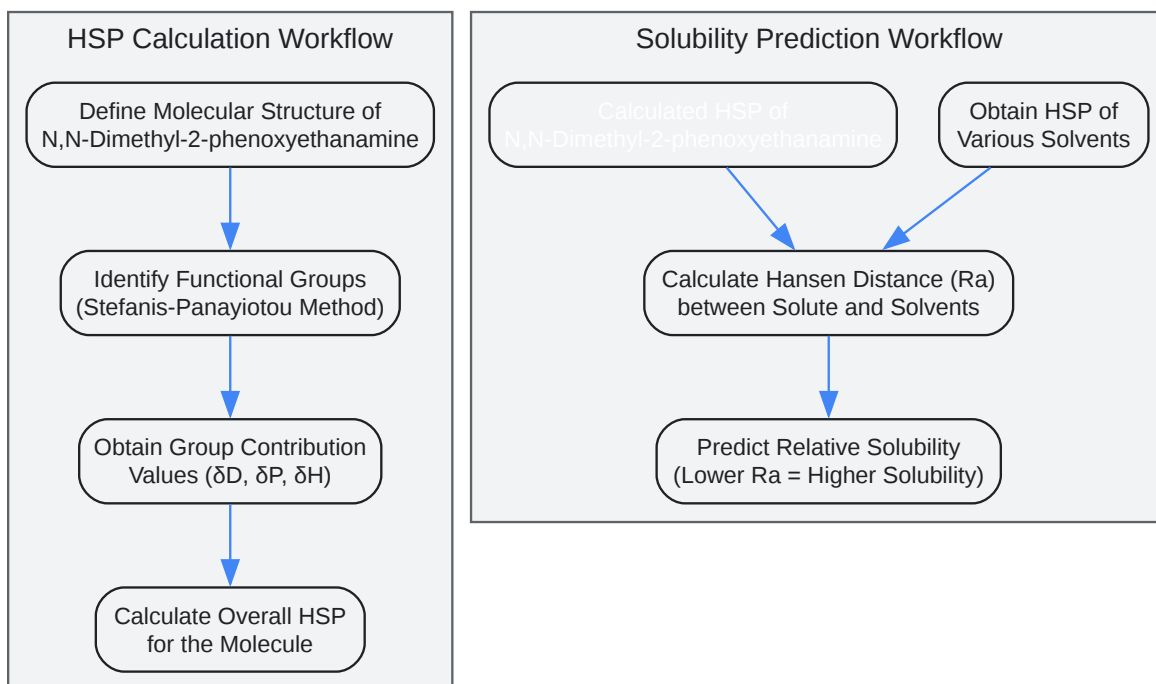 HSP Calculation Workflow
Define Molecular Structure of
N,N-Dimethyl-2-phenoxyethanamine
Identify Functional Groups
(Stefanis-Panayiotou Method)
Obtain Group Contribution
Values (δD, δP, δH)
Calculate Overall HSP
for the Molecule
Solubility Prediction Workflow
Calculated HSP of
N,N-Dimethyl-2-phenoxyethanamine
Obtain HSP of
Various Solvents
Calculate Hansen Distance (Ra)
between Solute and Solvents
Predict Relative Solubility
(Lower Ra = Higher Solubility)